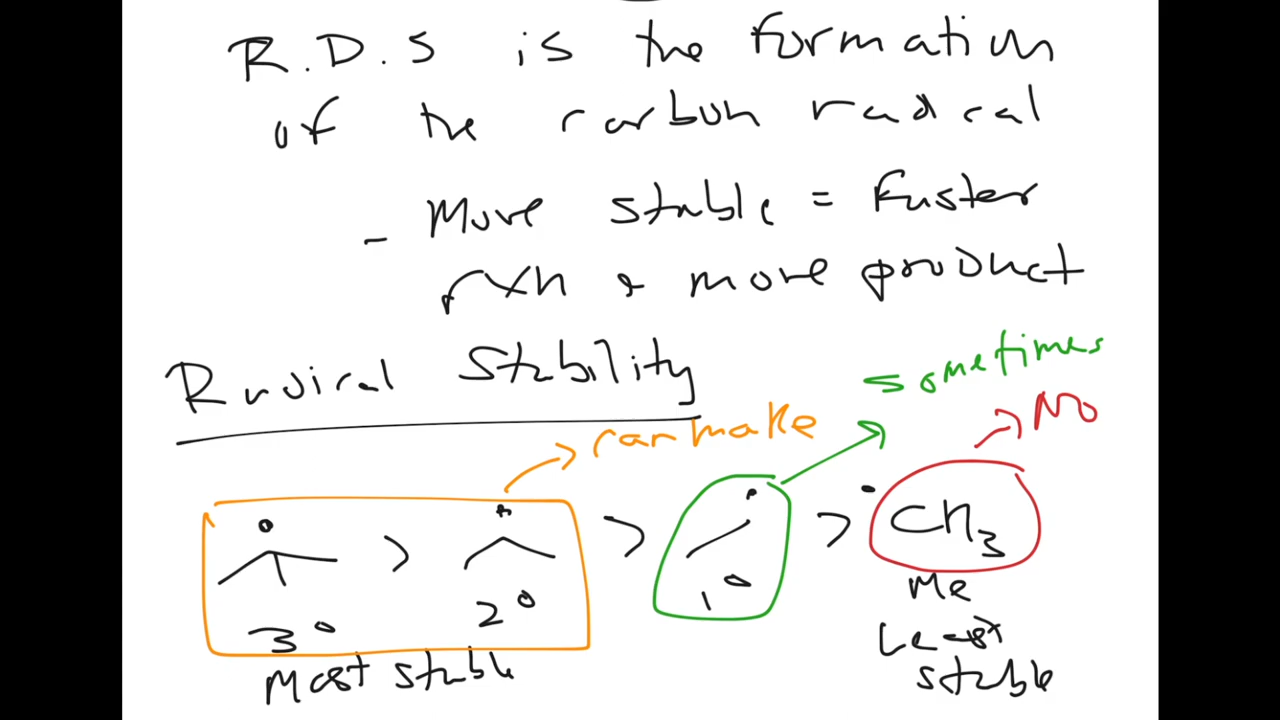 R.D.S is the formation
of the carbon radical
- More stable = Faster
rxn & more product
Radical Stability
sometimes
No
can make
> > > •CH3
3° 2° 1° Me
Most stable Least
stable